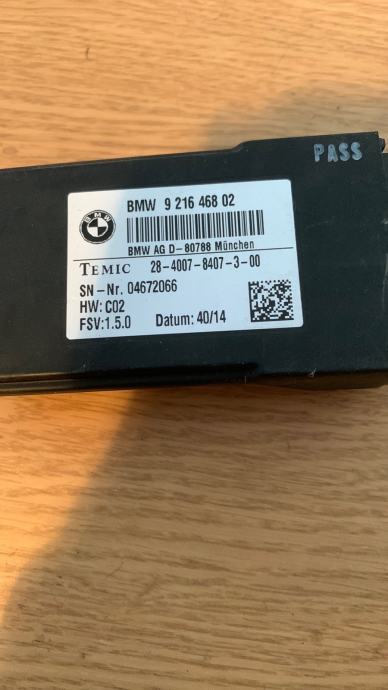 PASS
BMW 9 216 468 02
BMW
BMW AG D-80788 München
TEMIC 28-4007-8407-3-00
SN-Nr. 04672066
HW: C02
FSV:1.5.0 Datum: 40/14